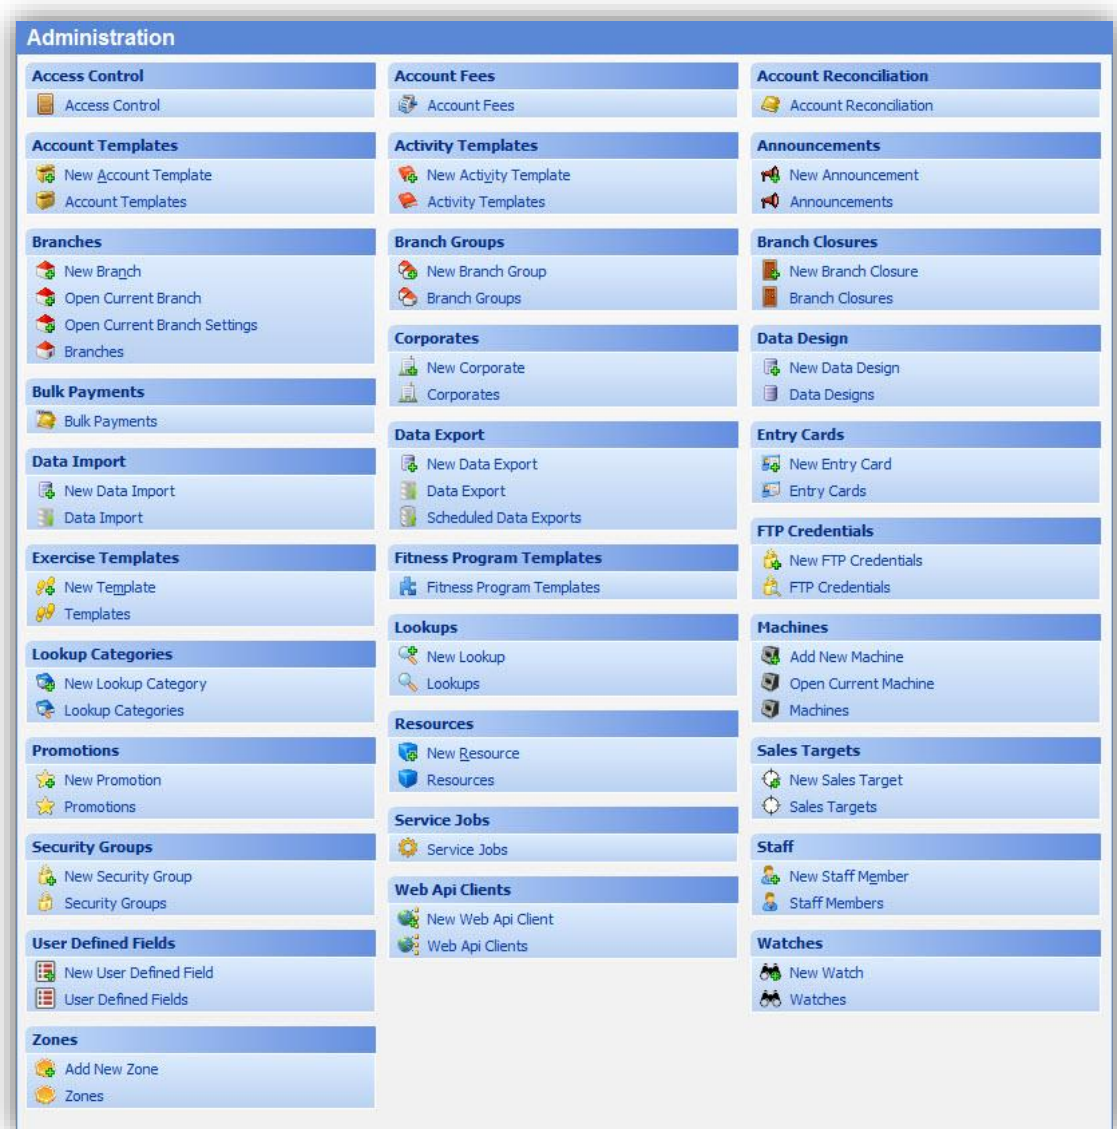 Administration
Access Control
Access Control
Account Templates
New Account Template
Account Templates
Branches
New Branch
Open Current Branch
Open Current Branch Settings
Branches
Bulk Payments
Bulk Payments
Data Import
New Data Import
Data Import
Exercise Templates
New Template
Templates
Lookup Categories
New Lookup Category
Lookup Categories
Promotions
New Promotion
Promotions
Security Groups
New Security Group
Security Groups
User Defined Fields
New User Defined Field
User Defined Fields
Zones
Add New Zone
Zones
Account Fees
Account Fees
Activity Templates
New Activity Template
Activity Templates
Branch Groups
New Branch Group
Branch Groups
Corporates
New Corporate
Corporates
Data Export
New Data Export
Data Export
Scheduled Data Exports
Fitness Program Templates
Fitness Program Templates
Lookups
New Lookup
Lookups
Resources
New Resource
Resources
Service Jobs
Service Jobs
Web Api Clients
New Web Api Client
Web Api Clients
Account Reconciliation
Account Reconciliation
Announcements
New Announcement
Announcements
Branch Closures
New Branch Closure
Branch Closures
Data Design
New Data Design
Data Designs
Entry Cards
New Entry Card
Entry Cards
FTP Credentials
New FTP Credentials
FTP Credentials
Machines
Add New Machine
Open Current Machine
Machines
Sales Targets
New Sales Target
Sales Targets
Staff
New Staff Member
Staff Members
Watches
New Watch
Watches